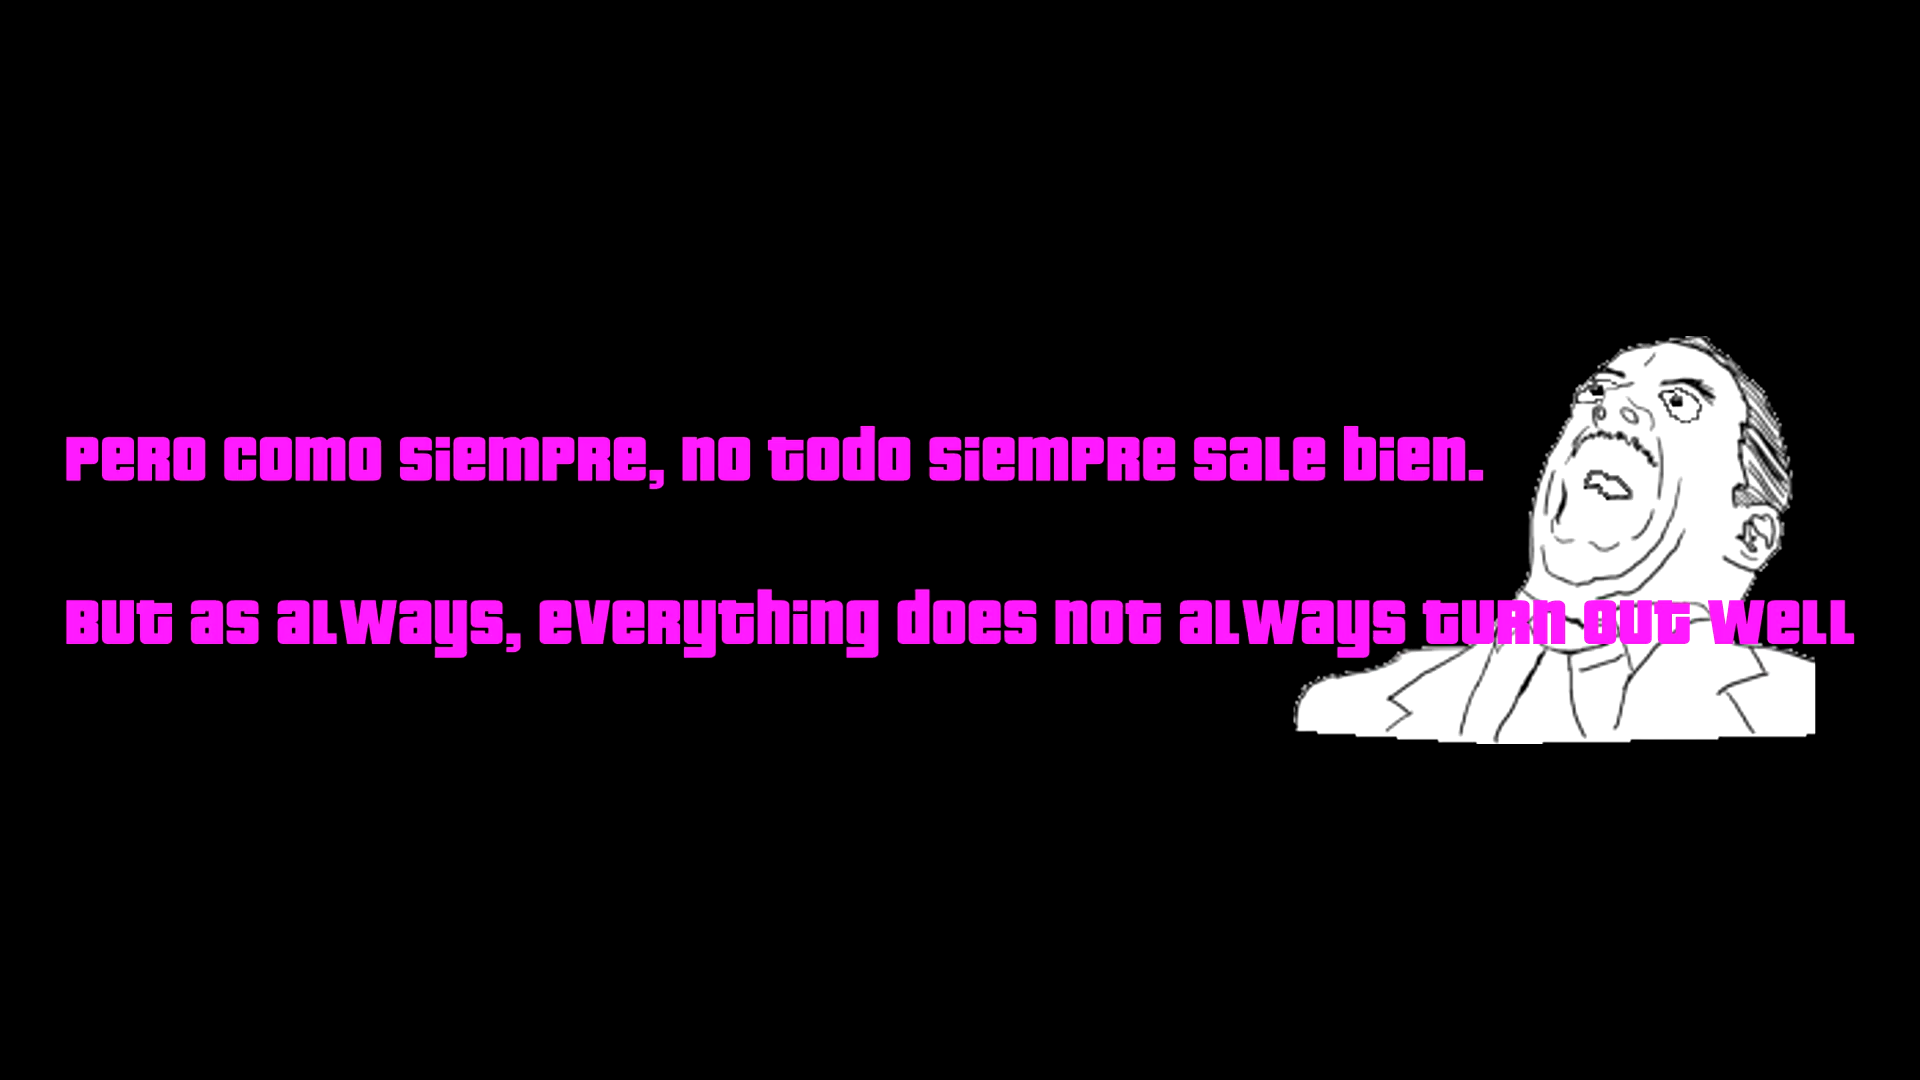 Pero como siempre, no todo siempre sale bien.
But as always, everything does not always turn out well